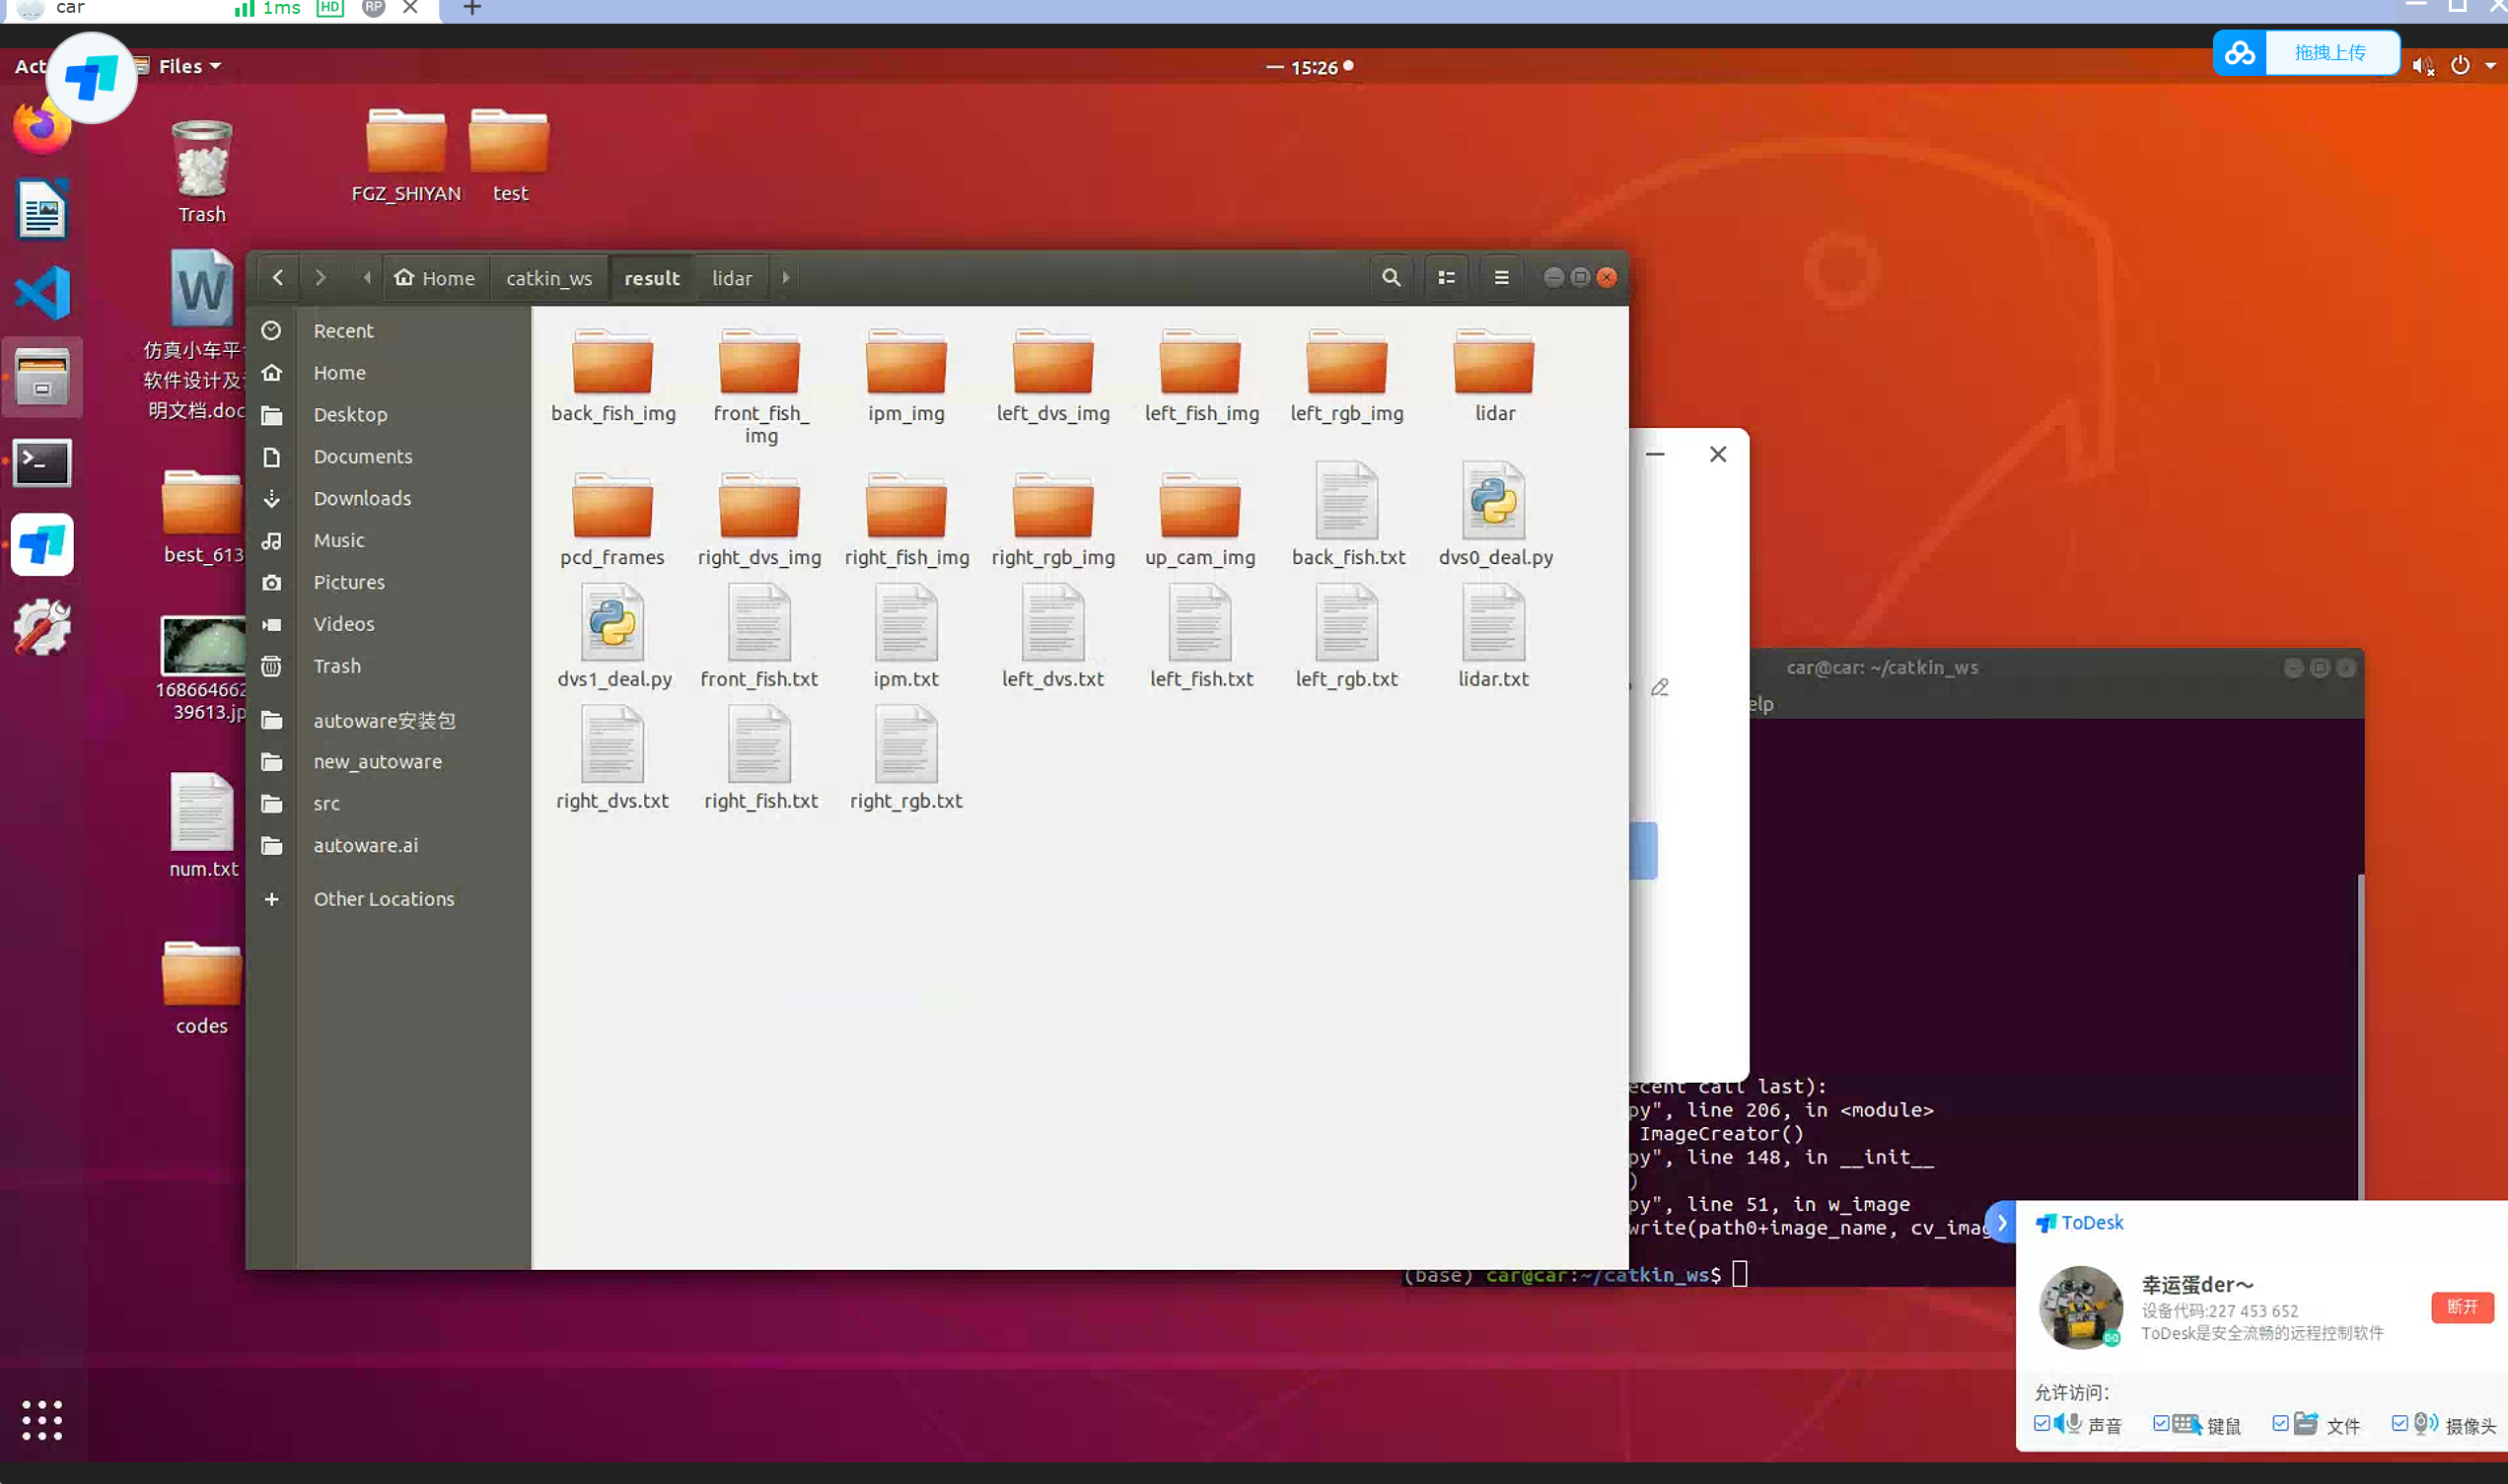 car
1ms
HD
RP
Act
Files
15:26
拖拽上传
Trash
FGZ_SHIYAN
test
仿真小车平
软件设计及
明文档.doc
best_613
168664662
39613.jp
num.txt
codes
Home
catkin_ws
result
lidar
Recent
Home
Desktop
Documents
Downloads
Music
Pictures
Videos
Trash
autoware安装包
new_autoware
src
autoware.ai
Other Locations
back_fish_img
front_fish_
img
ipm_img
left_dvs_img
left_fish_img
left_rgb_img
lidar
pcd_frames
right_dvs_img
right_fish_img
right_rgb_img
up_cam_img
back_fish.txt
dvs0_deal.py
dvs1_deal.py
front_fish.txt
ipm.txt
left_dvs.txt
left_fish.txt
left_rgb.txt
lidar.txt
right_dvs.txt
right_fish.txt
right_rgb.txt
car@car: ~/catkin_ws
elp
ecent call last):
py", line 206, in <module>
ImageCreator()
py", line 148, in __init__
)
py", line 51, in w_image
write(path0+image_name, cv_imag
(base) car@car:~/catkin_ws$
ToDesk
幸运蛋der～
设备代码:227 453 652
ToDesk是安全流畅的远程控制软件
断开
允许访问:
声音
键鼠
文件
摄像头